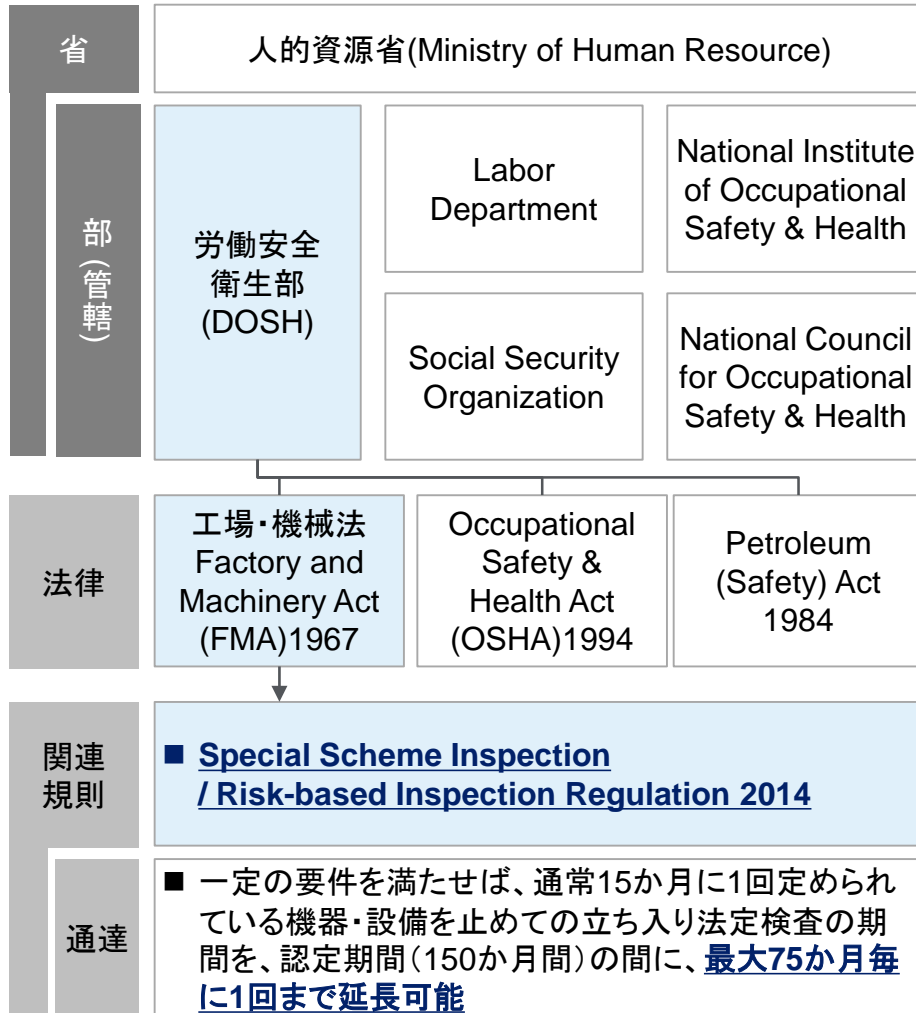 省
人的資源省(Ministry of Human Resource)
部(管轄)
労働安全
衛生部
(DOSH)
Labor
Department
National Institute
of Occupational
Safety & Health
Social Security
Organization
National Council
for Occupational
Safety & Health
法律
工場・機械法
Factory and
Machinery Act
(FMA)1967
Occupational
Safety &
Health Act
(OSHA)1994
Petroleum
(Safety) Act
1984
関連
規則
■ Special Scheme Inspection
/ Risk-based Inspection Regulation 2014
通達
■ 一定の要件を満たせば、通常15か月に1回定められ
ている機器・設備を止めての立ち入り法定検査の期
間を、認定期間(150か月間)の間に、最大75か月毎
に1回まで延長可能